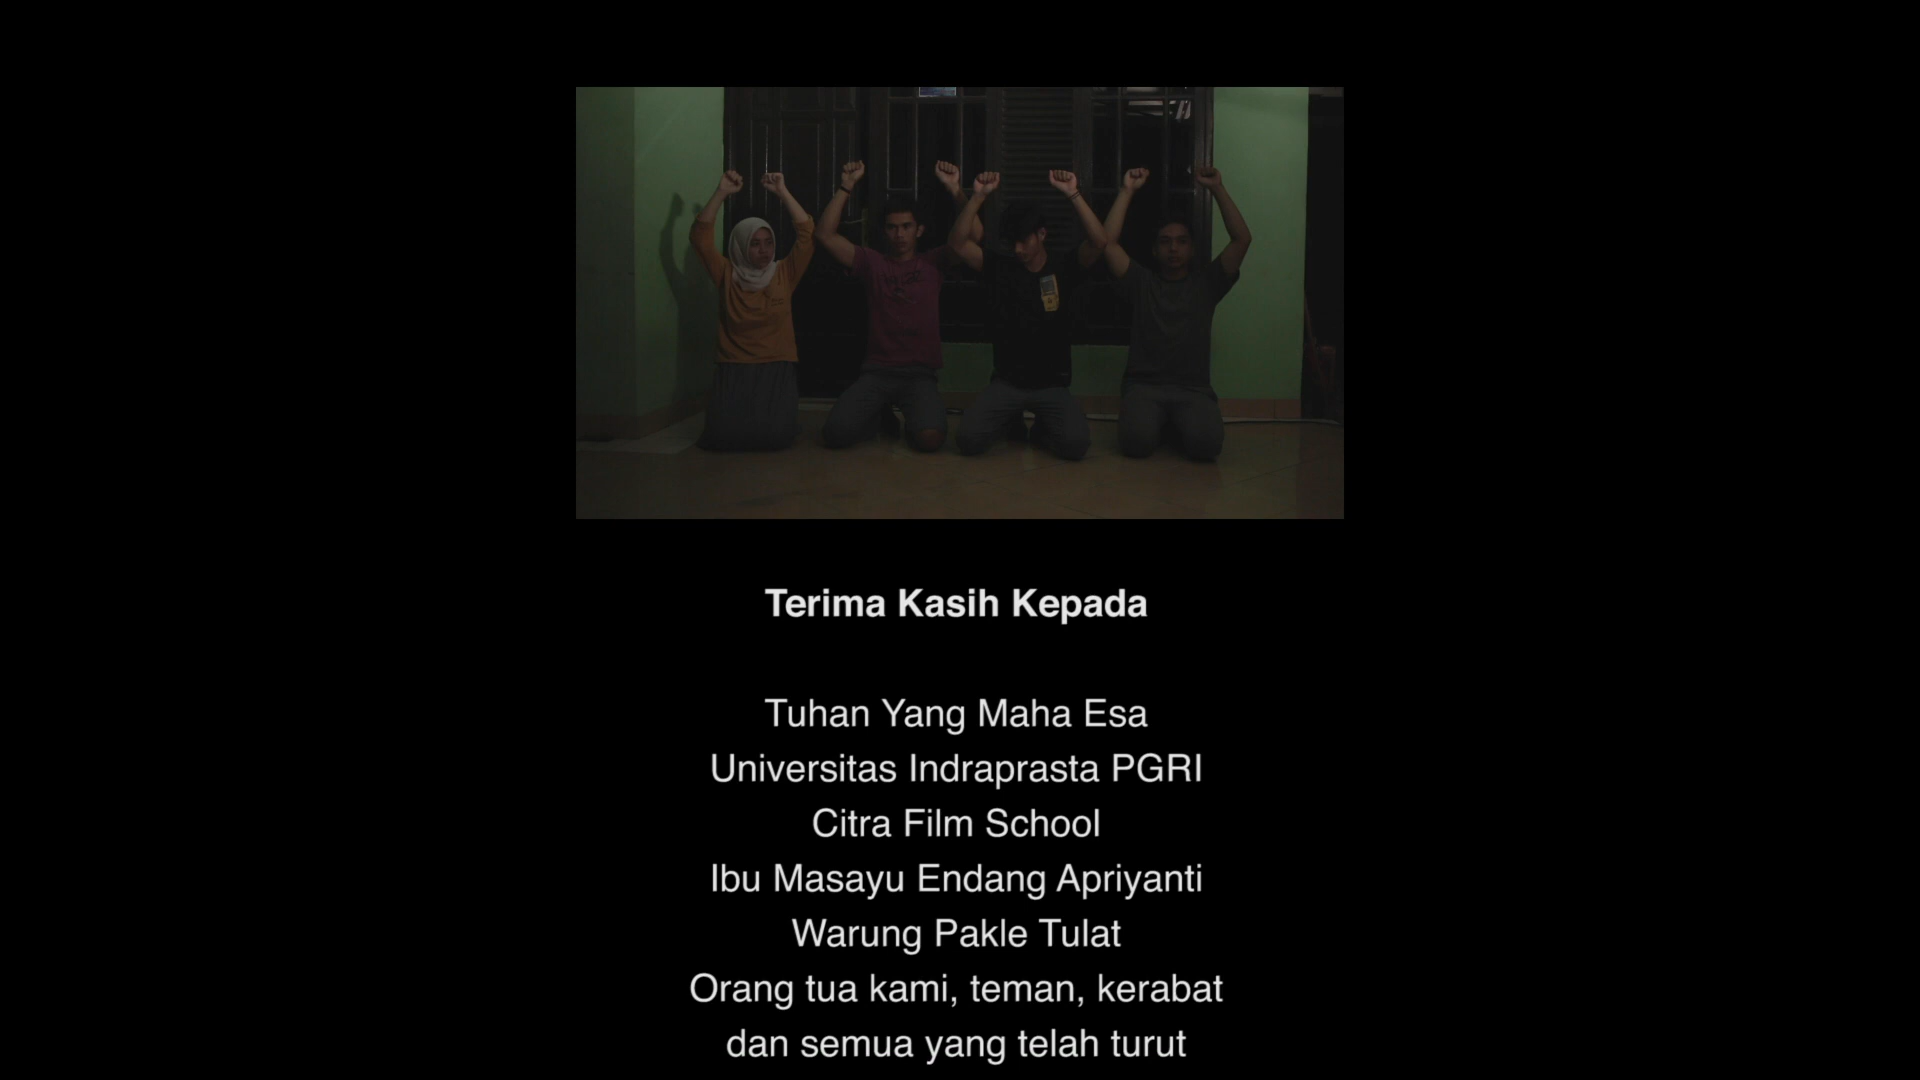 Terima Kasih Kepada
Tuhan Yang Maha Esa
Universitas Indraprasta PGRI
Citra Film School
Ibu Masayu Endang Apriyanti
Warung Pakle Tulat
Orang tua kami, teman, kerabat
dan semua yang telah turut